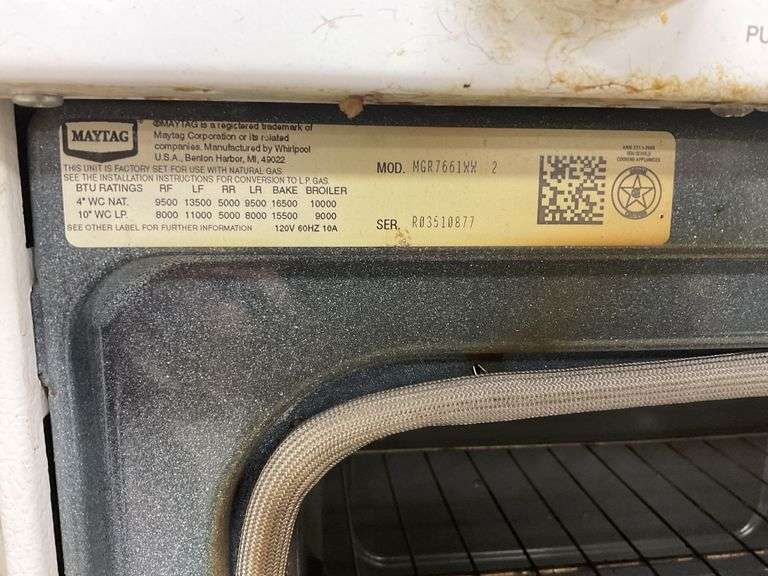 PU
MAYTAG
®MAYTAG is a registered trademark of
Maytag Corporation or its related
companies. Manufactured by Whirlpool
U.S.A., Benton Harbor, MI, 49022
THIS UNIT IS FACTORY SET FOR USE WITH NATURAL GAS.
SEE THE INSTALLATION INSTRUCTIONS FOR CONVERSION TO L.P. GAS.
BTU RATINGS RF LF RR LR BAKE BROILER
4" WC NAT. 9500 13500 5000 9500 16500 10000
10" WC LP. 8000 11000 5000 8000 15500 9000
SEE OTHER LABEL FOR FURTHER INFORMATION 120V 60HZ 10A
MOD. MGR7661WW 2
SER. R03510877
COOKING APPLIANCES